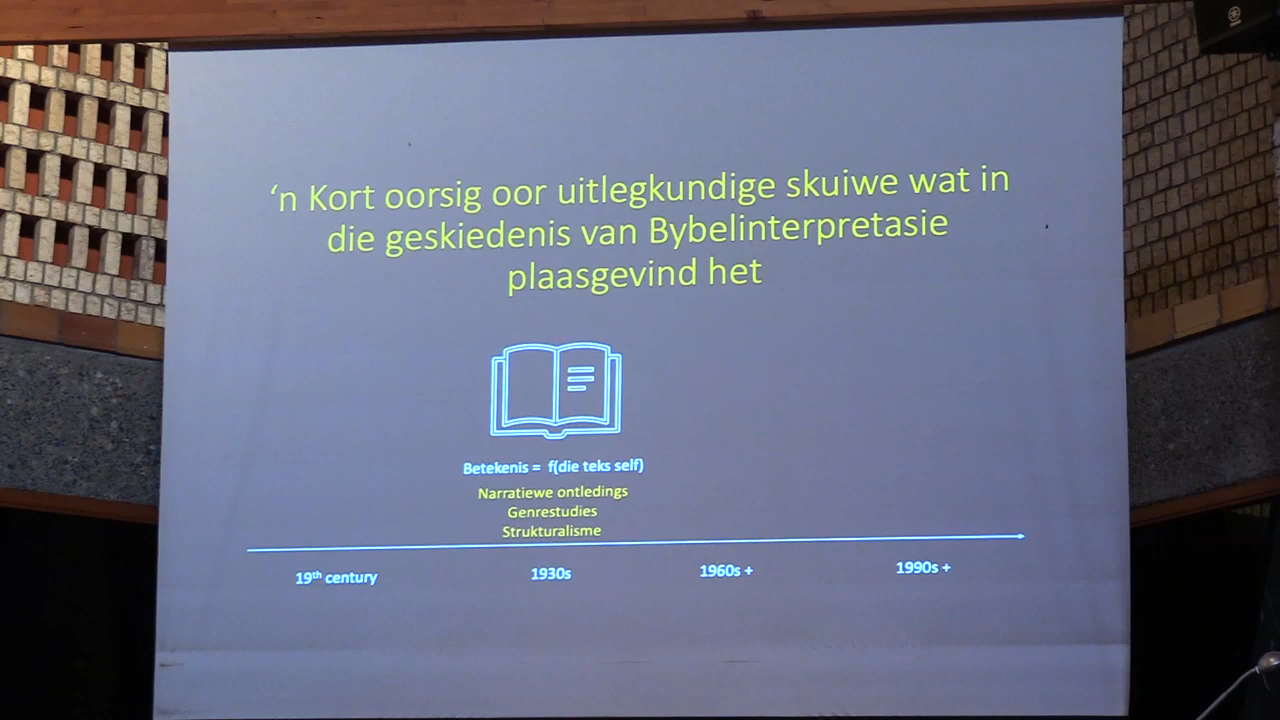 ‘n Kort oorsig oor uitlegkundige skuiwe wat in
die geskiedenis van Bybelinterpretasie
plaasgevind het
Betekenis = f(die teks self)
Narratiewe ontledings
Genrestudies
Strukturalisme
19th century
1930s
1960s +
1990s +